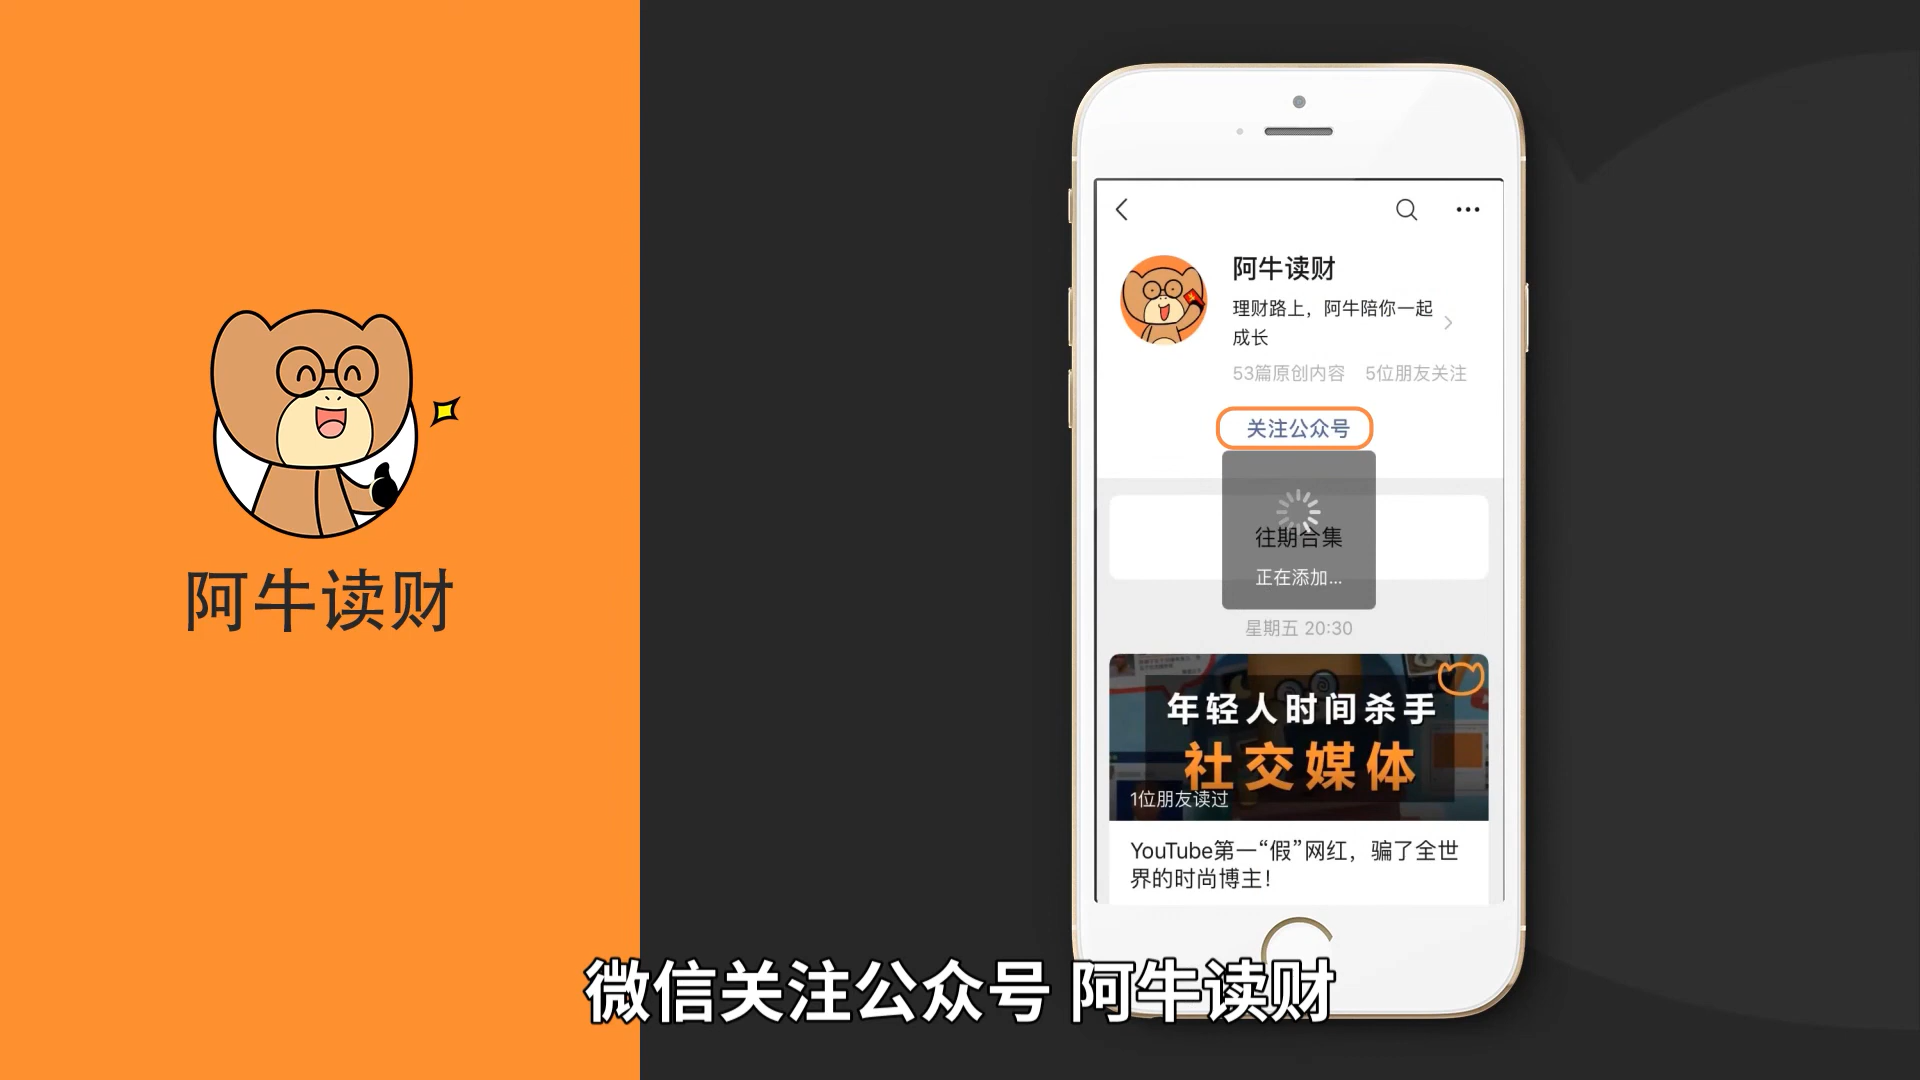 阿牛读财
阿牛读财
理财路上，阿牛陪你一起
成长
53篇原创内容 5位朋友关注
关注公众号
往期合集
正在添加...
星期五 20:30
年轻人时间杀手
社交媒体
1位朋友读过
YouTube第一“假”网红，骗了全世
界的时尚博主！
微信关注公众号 阿牛读财